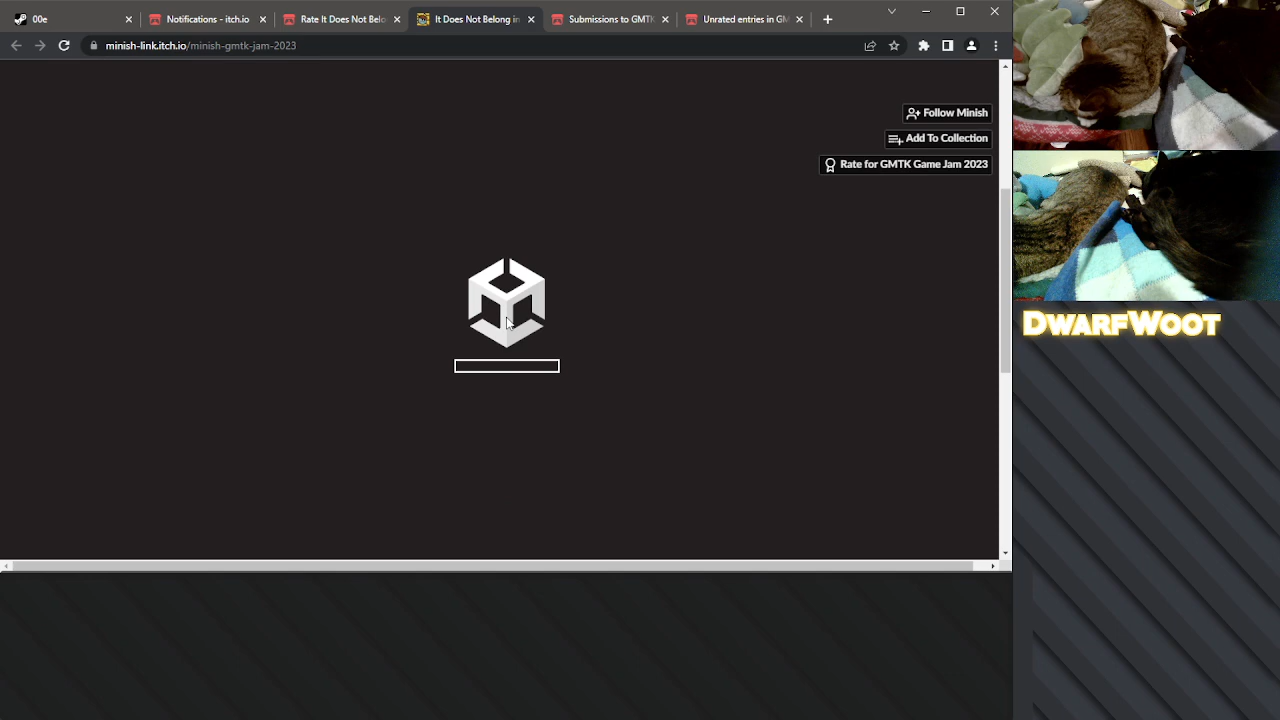 00e
Notifications - itch.io
Rate It Does Not Belo
It Does Not Belong in
Submissions to GMTK
Unrated entries in GM
minish-link.itch.io/minish-gmtk-jam-2023
Follow Minish
Add To Collection
Rate for GMTK Game Jam 2023
DwarfWoot